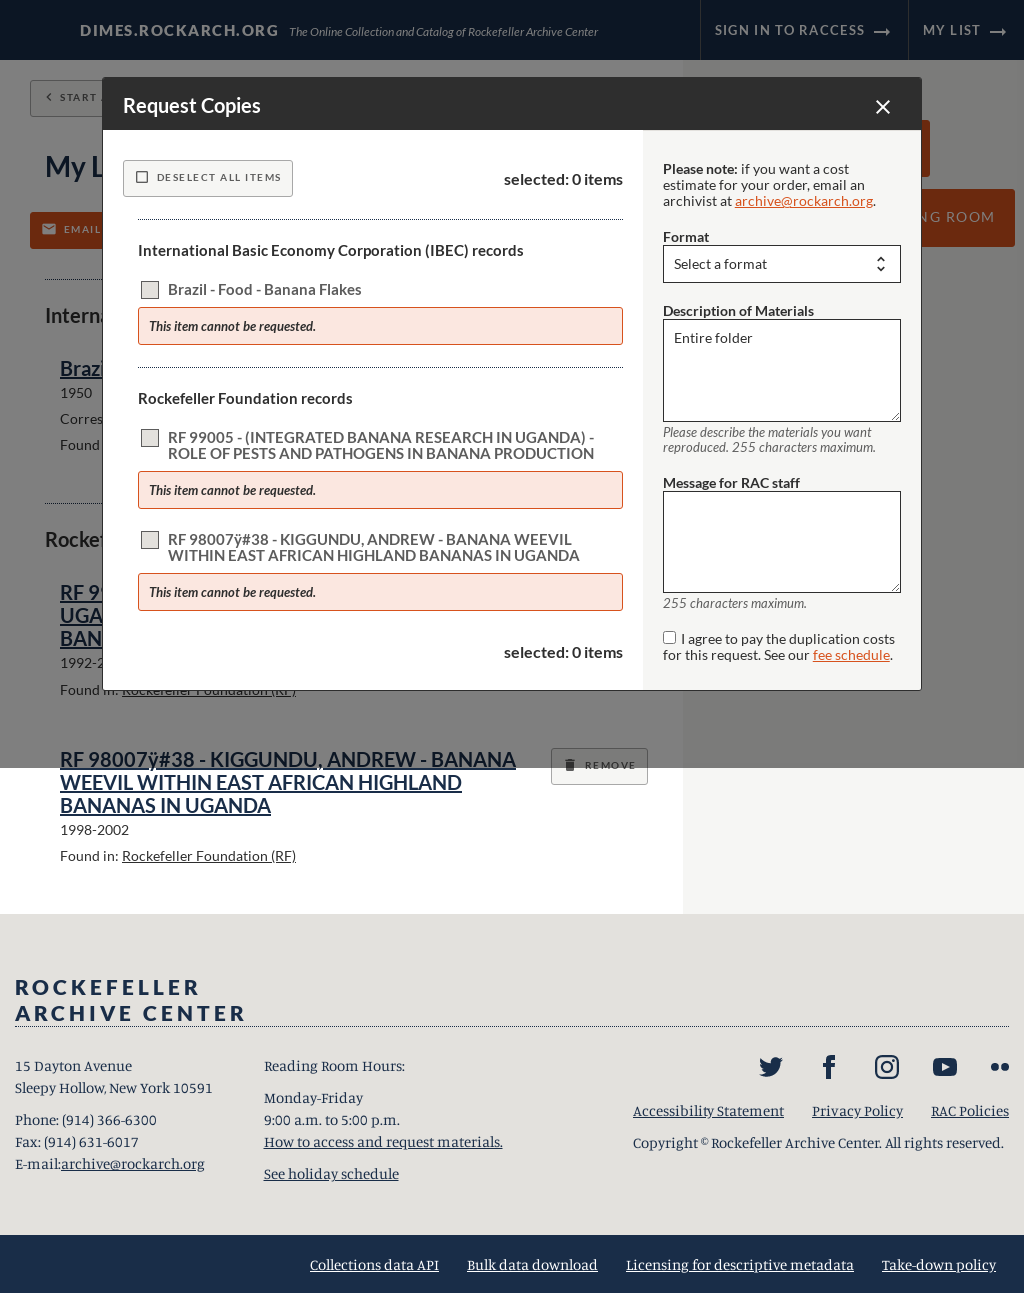 DIMES.ROCKARCH.ORG The Online Collection and Catalog of Rockefeller Archive Center
SIGN IN TO RACCESS
MY LIST
START
My L
EMAIL
NG ROOM
Request Copies
DESELECT ALL ITEMS
selected: 0 items
International Basic Economy Corporation (IBEC) records
Brazil - Food - Banana Flakes
This item cannot be requested.
Rockefeller Foundation records
RF 99005 - (INTEGRATED BANANA RESEARCH IN UGANDA) -
ROLE OF PESTS AND PATHOGENS IN BANANA PRODUCTION
This item cannot be requested.
RF 98007ÿ#38 - KIGGUNDU, ANDREW - BANANA WEEVIL
WITHIN EAST AFRICAN HIGHLAND BANANAS IN UGANDA
This item cannot be requested.
selected: 0 items
Please note: if you want a cost
estimate for your order, email an
archivist at archive@rockarch.org.
Format
Select a format
Description of Materials
Entire folder
Please describe the materials you want
reproduced. 255 characters maximum.
Message for RAC staff
255 characters maximum.
I agree to pay the duplication costs
for this request. See our fee schedule.
Interna
Brazi
1950
Corres
Found
Rockef
RF 99
UGA
BAN
1992-2
Found in: Rockefeller Foundation (RF)
RF 98007ÿ#38 - KIGGUNDU, ANDREW - BANANA
WEEVIL WITHIN EAST AFRICAN HIGHLAND
BANANAS IN UGANDA
REMOVE
1998-2002
Found in: Rockefeller Foundation (RF)
ROCKEFELLER
ARCHIVE CENTER
15 Dayton Avenue
Sleepy Hollow, New York 10591
Phone: (914) 366-6300
Fax: (914) 631-6017
E-mail:archive@rockarch.org
Reading Room Hours:
Monday-Friday
9:00 a.m. to 5:00 p.m.
How to access and request materials.
See holiday schedule
Accessibility Statement
Privacy Policy
RAC Policies
Copyright © Rockefeller Archive Center. All rights reserved.
Collections data API
Bulk data download
Licensing for descriptive metadata
Take-down policy